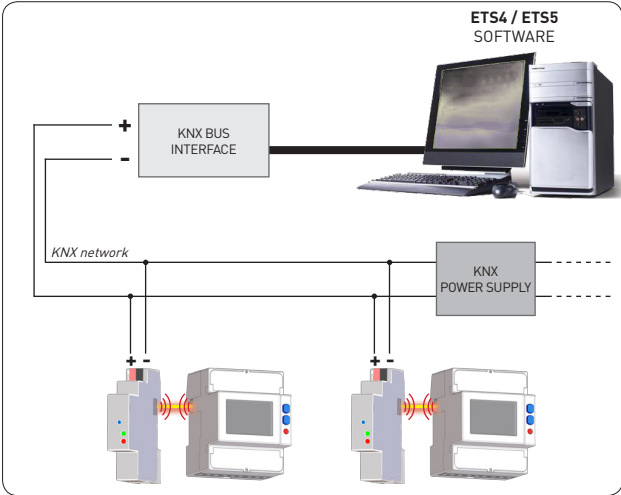 ETS4 / ETS5
SOFTWARE
+
KNX BUS
INTERFACE
-
KNX network
KNX
POWER SUPPLY
+ -
+ -